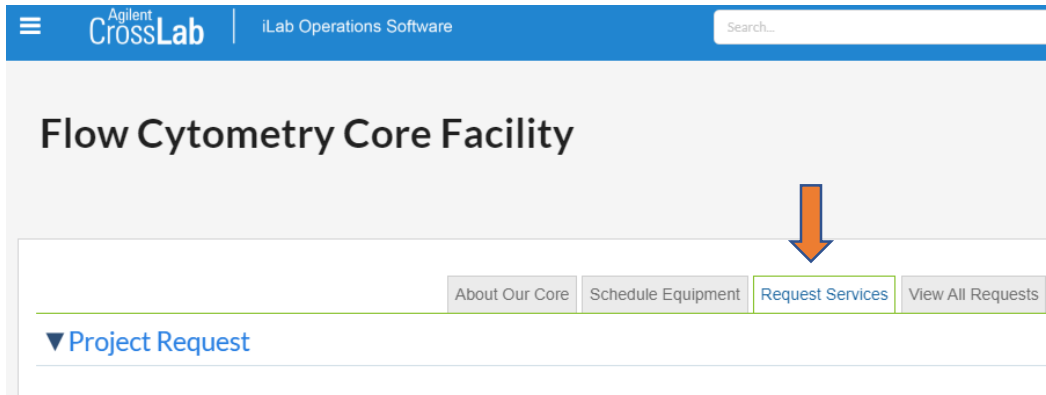 Agilent
CrossLab
iLab Operations Software
Search...
Flow Cytometry Core Facility
About Our Core
Schedule Equipment
Request Services
View All Requests
Project Request